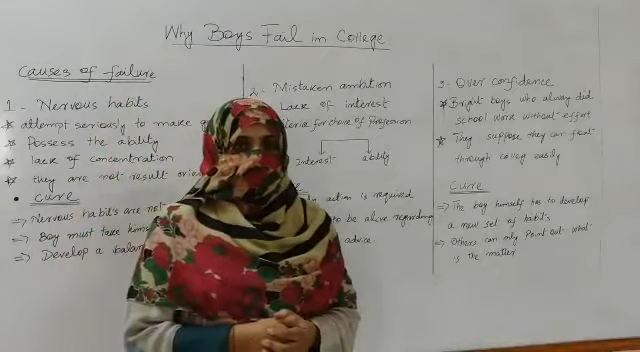 Why Boys Fail in College
Causes of failure
1 - Nervous habits
* attempt seriously to make
* Possess the ability
* lack of concentration
* they are not result
• cure
⇒ Nervous habits are not
⇒ Boy must take
⇒ Develop a
2 - Mistaken ambition
Lack of interest
for choice of Profession
Interest ability
action is required
to be alive regarding
advice.
3 - Over confidence
* Bright boys who always did
school work without effort
* They suppose they can float
through colleg easily
Cure
⇒ The boy himself has to develop
a new set of habits
⇒ Others can only Point out what
is the matter